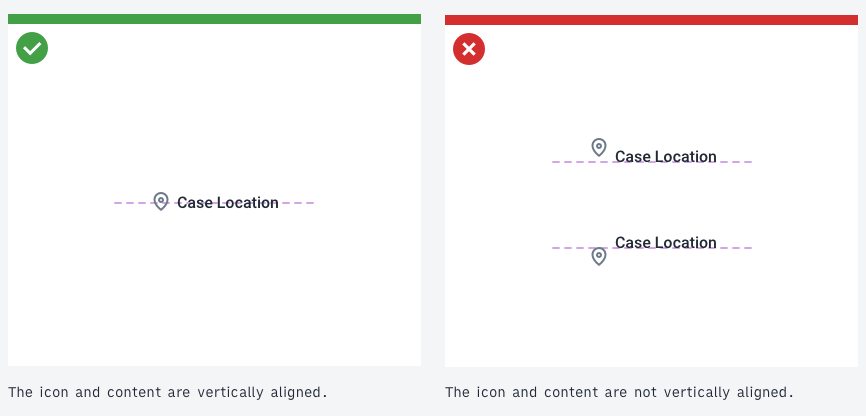 Case Location
The icon and content are vertically aligned.
Case Location
Case Location
The icon and content are not vertically aligned.